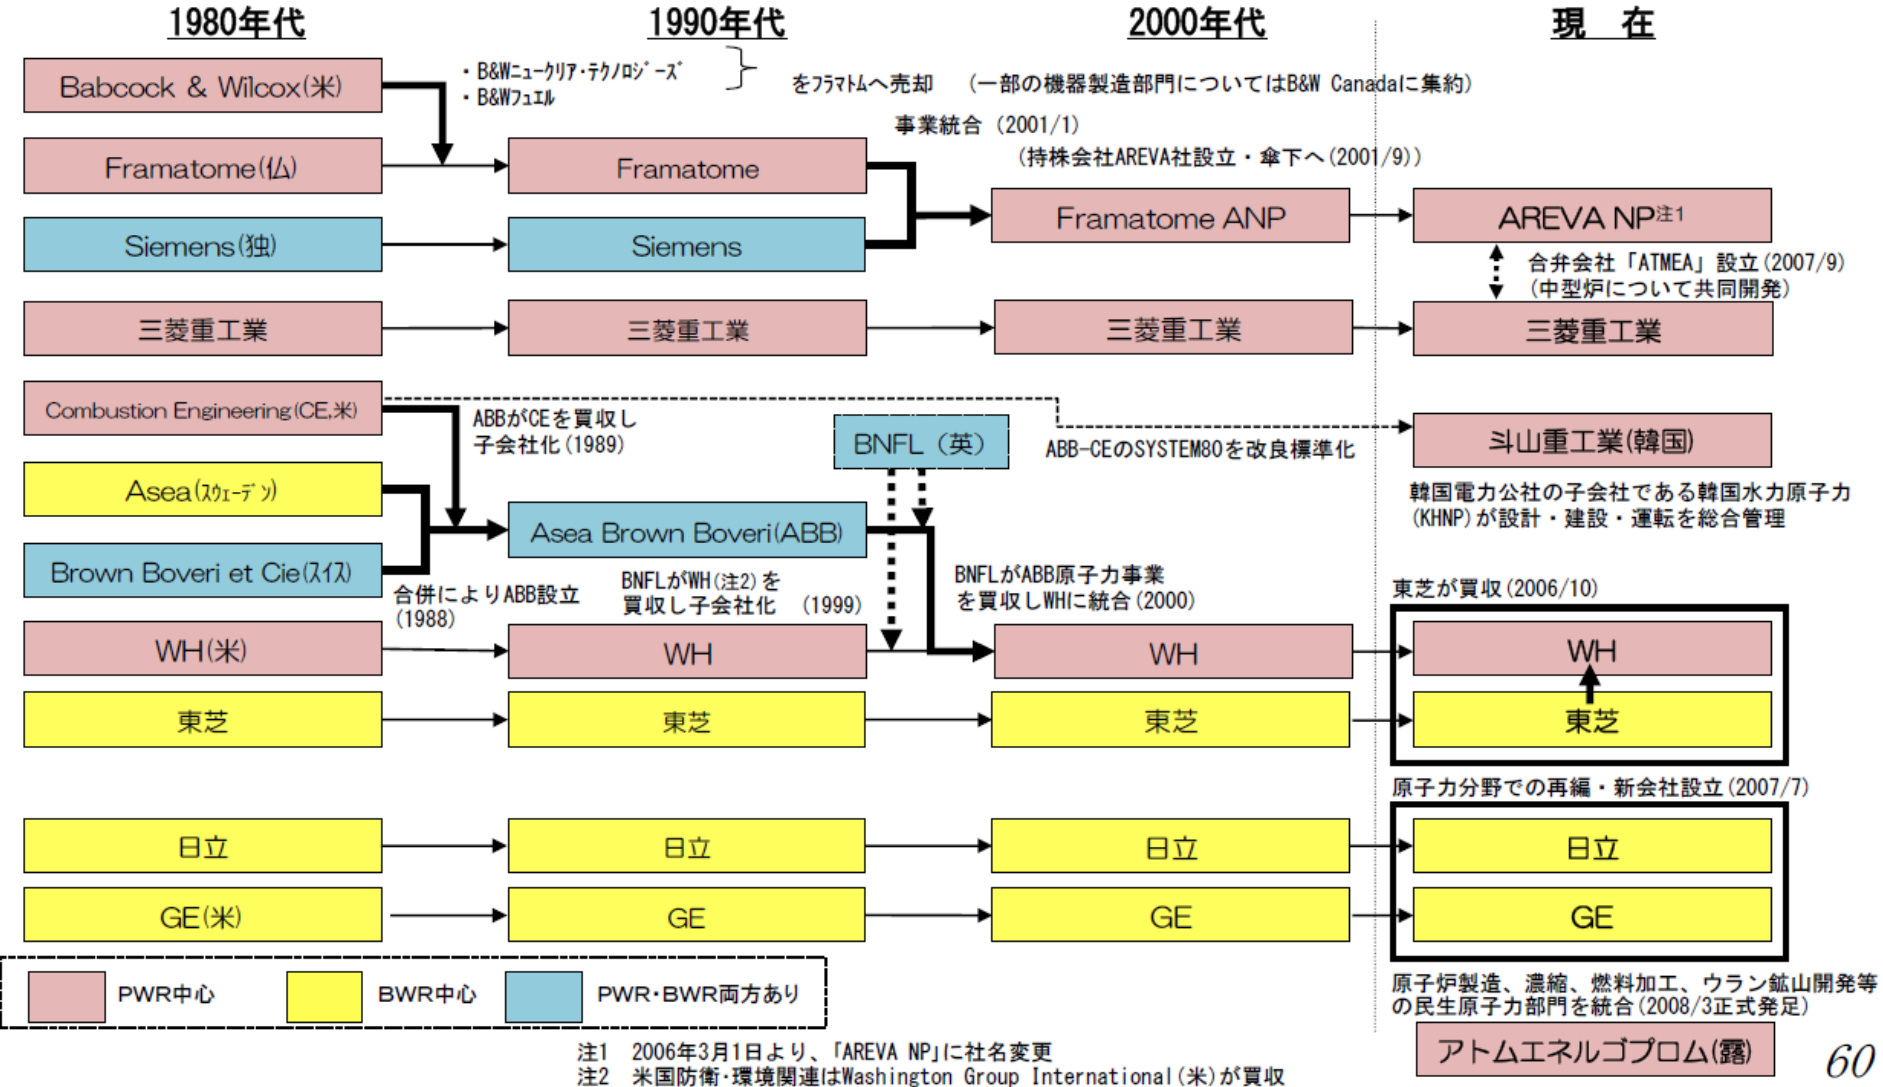 1980年代
1990年代
2000年代
現　在
Babcock & Wilcox(米)
・B&Wニュークリア・テクノロジーズ
・B&Wフュエル
をフラマトムへ売却　(一部の機器製造部門についてはB&W Canadaに集約)
事業統合 (2001/1)
(持株会社AREVA社設立・傘下へ(2001/9))
Framatome(仏)
Framatome
Framatome ANP
AREVA NP注1
Siemens(独)
Siemens
合弁会社「ATMEA」設立(2007/9)
(中型炉について共同開発)
三菱重工業
三菱重工業
三菱重工業
三菱重工業
Combustion Engineering(CE,米)
ABBがCEを買収し
子会社化(1989)
BNFL（英）
ABB-CEのSYSTEM80を改良標準化
斗山重工業(韓国)
韓国電力公社の子会社である韓国水力原子力
(KHNP)が設計・建設・運転を総合管理
Asea(スウェーデン)
Asea Brown Boveri(ABB)
Brown Boveri et Cie(スイス)
合併によりABB設立
(1988)
BNFLがWH(注2)を
買収し子会社化　(1999)
BNFLがABB原子力事業
を買収しWHに統合(2000)
東芝が買収(2006/10)
WH(米)
WH
WH
WH
東芝
東芝
東芝
東芝
原子力分野での再編・新会社設立(2007/7)
日立
日立
日立
日立
GE(米)
GE
GE
GE
原子炉製造、濃縮、燃料加工、ウラン鉱山開発等
の民生原子力部門を統合(2008/3正式発足)
アトムエネルゴプロム(露)
PWR中心
BWR中心
PWR・BWR両方あり
注1　2006年3月1日より、「AREVA NP」に社名変更
注2　米国防衛・環境関連はWashington Group International(米)が買収
60